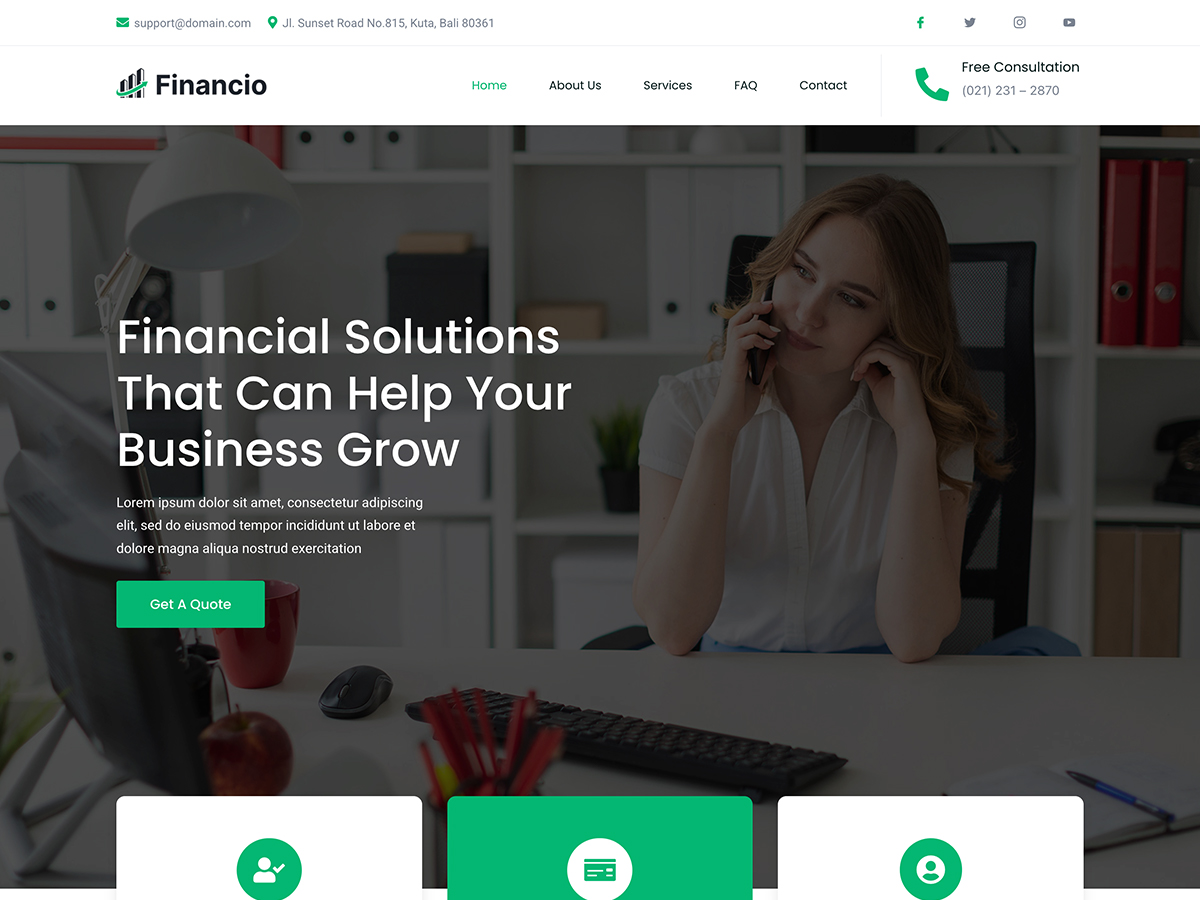 support@domain.com
Jl. Sunset Road No.815, Kuta, Bali 80361
Financio
Home
About Us
Services
FAQ
Contact
Free Consultation
(021) 231 – 2870
Financial Solutions
That Can Help Your
Business Grow
Lorem ipsum dolor sit amet, consectetur adipiscing
elit, sed do eiusmod tempor incididunt ut labore et
dolore magna aliqua nostrud exercitation
Get A Quote